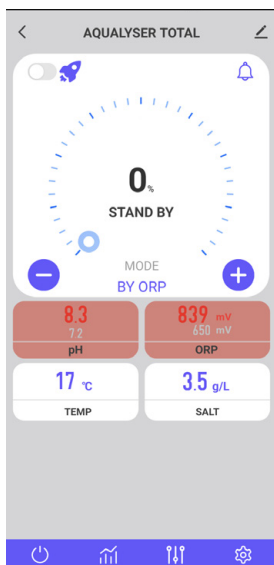 AQUALYSER TOTAL
0%
STAND BY
MODE
BY ORP
8.3
7.2
pH
839 mV
650 mV
ORP
17 °C
TEMP
3.5 g/L
SALT